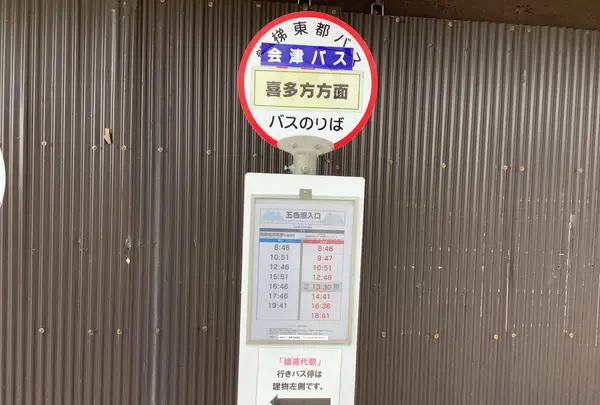 梯東都バス
会津バス
喜多方方面
バスのりば
五色沼入口
8:46 8:46
10:51 9:47
12:46 10:51
15:51 12:46
16:46 13:30
17:46 14:41
19:41 16:36
18:41
「猪苗代駅」
行きバス停は
建物左側です。